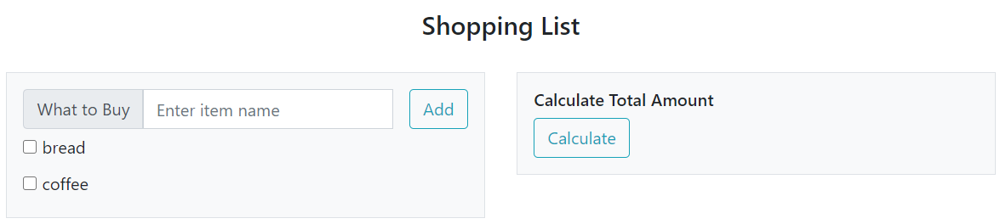 Shopping List
What to Buy Enter item name Add
bread
coffee
Calculate Total Amount
Calculate